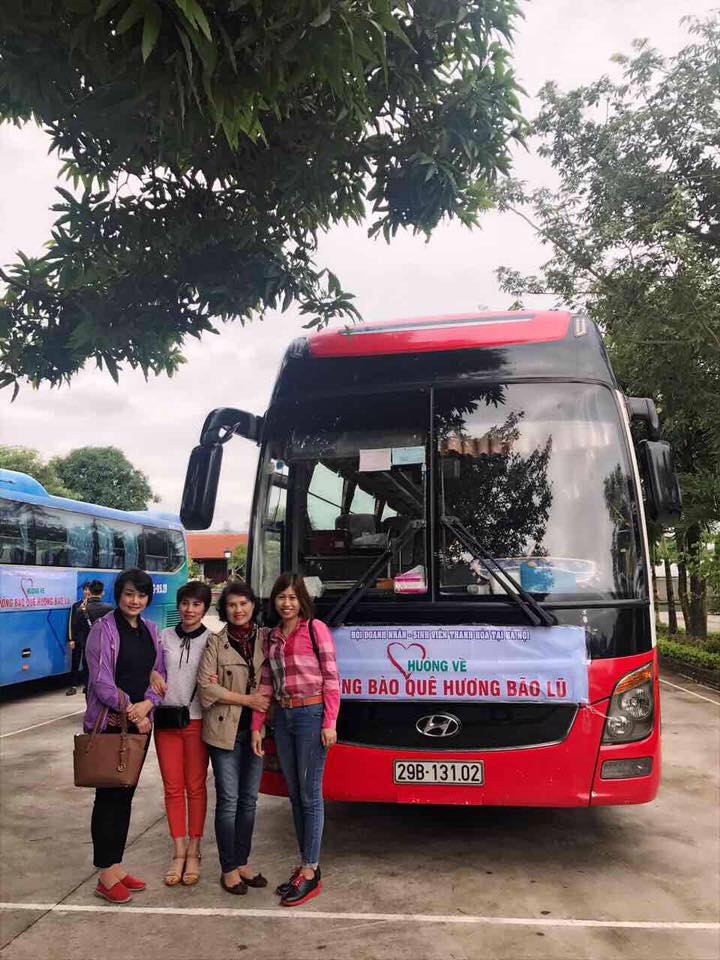 HỘI DOANH NHÂN - SINH VIÊN THANH HÓA TẠI HÀ NỘI
HƯỚNG VỀ
NG BÀO QUÊ HƯƠNG BÃO LŨ
29B-131.02
HƯỚNG VỀ
ỒNG BÀO QUÊ HƯƠNG BÃO LŨ